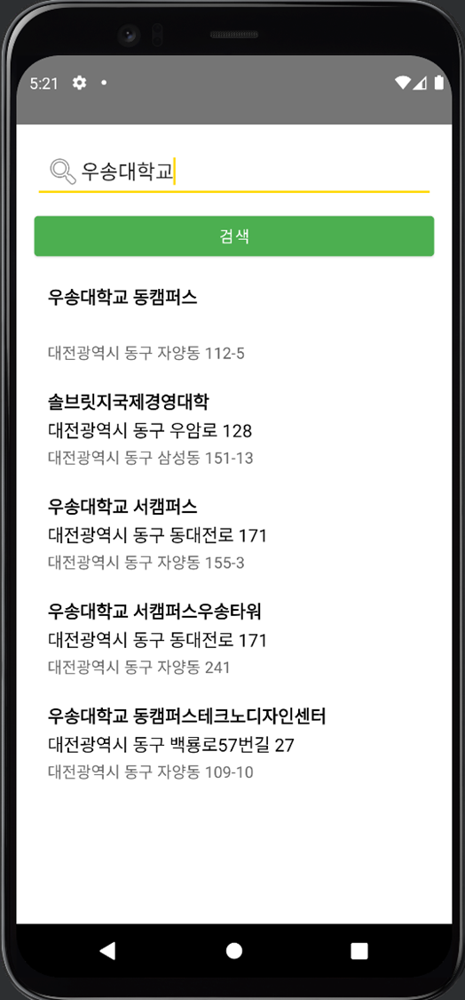 5:21
우송대학교
검색
우송대학교 동캠퍼스
대전광역시 동구 자양동 112-5
솔브릿지국제경영대학
대전광역시 동구 우암로 128
대전광역시 동구 삼성동 151-13
우송대학교 서캠퍼스
대전광역시 동구 동대전로 171
대전광역시 동구 자양동 155-3
우송대학교 서캠퍼스우송타워
대전광역시 동구 동대전로 171
대전광역시 동구 자양동 241
우송대학교 동캠퍼스테크노디자인센터
대전광역시 동구 백룡로57번길 27
대전광역시 동구 자양동 109-10